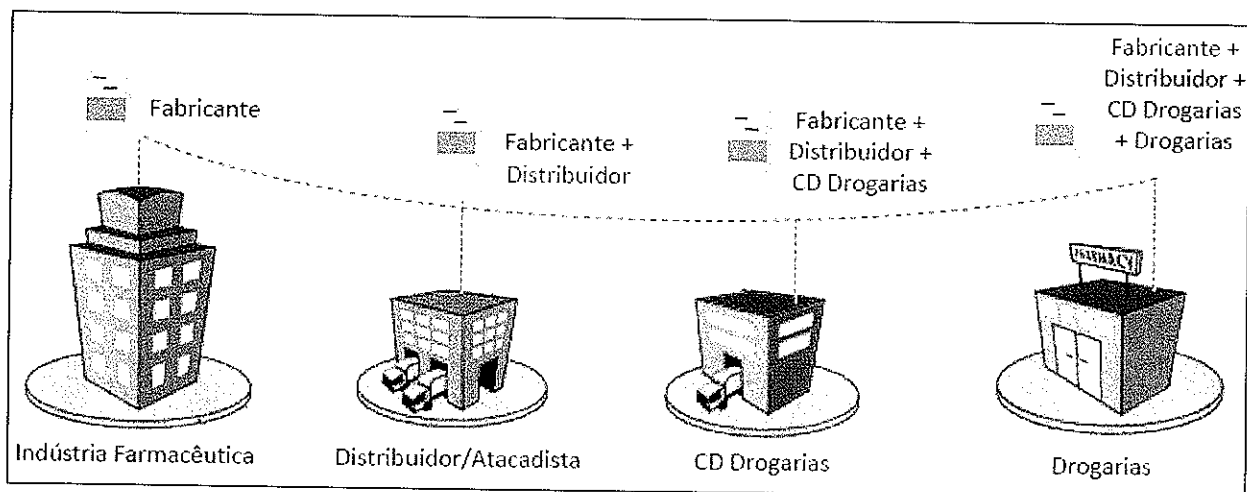 Fabricante
Fabricante +
Distribuidor
Fabricante +
Distribuidor +
CD Drogarias
Fabricante +
Distribuidor +
CD Drogarias
+ Drogarias
PHARMACY
Indústria Farmacêutica
Distribuidor/Atacadista
CD Drogarias
Drogarias